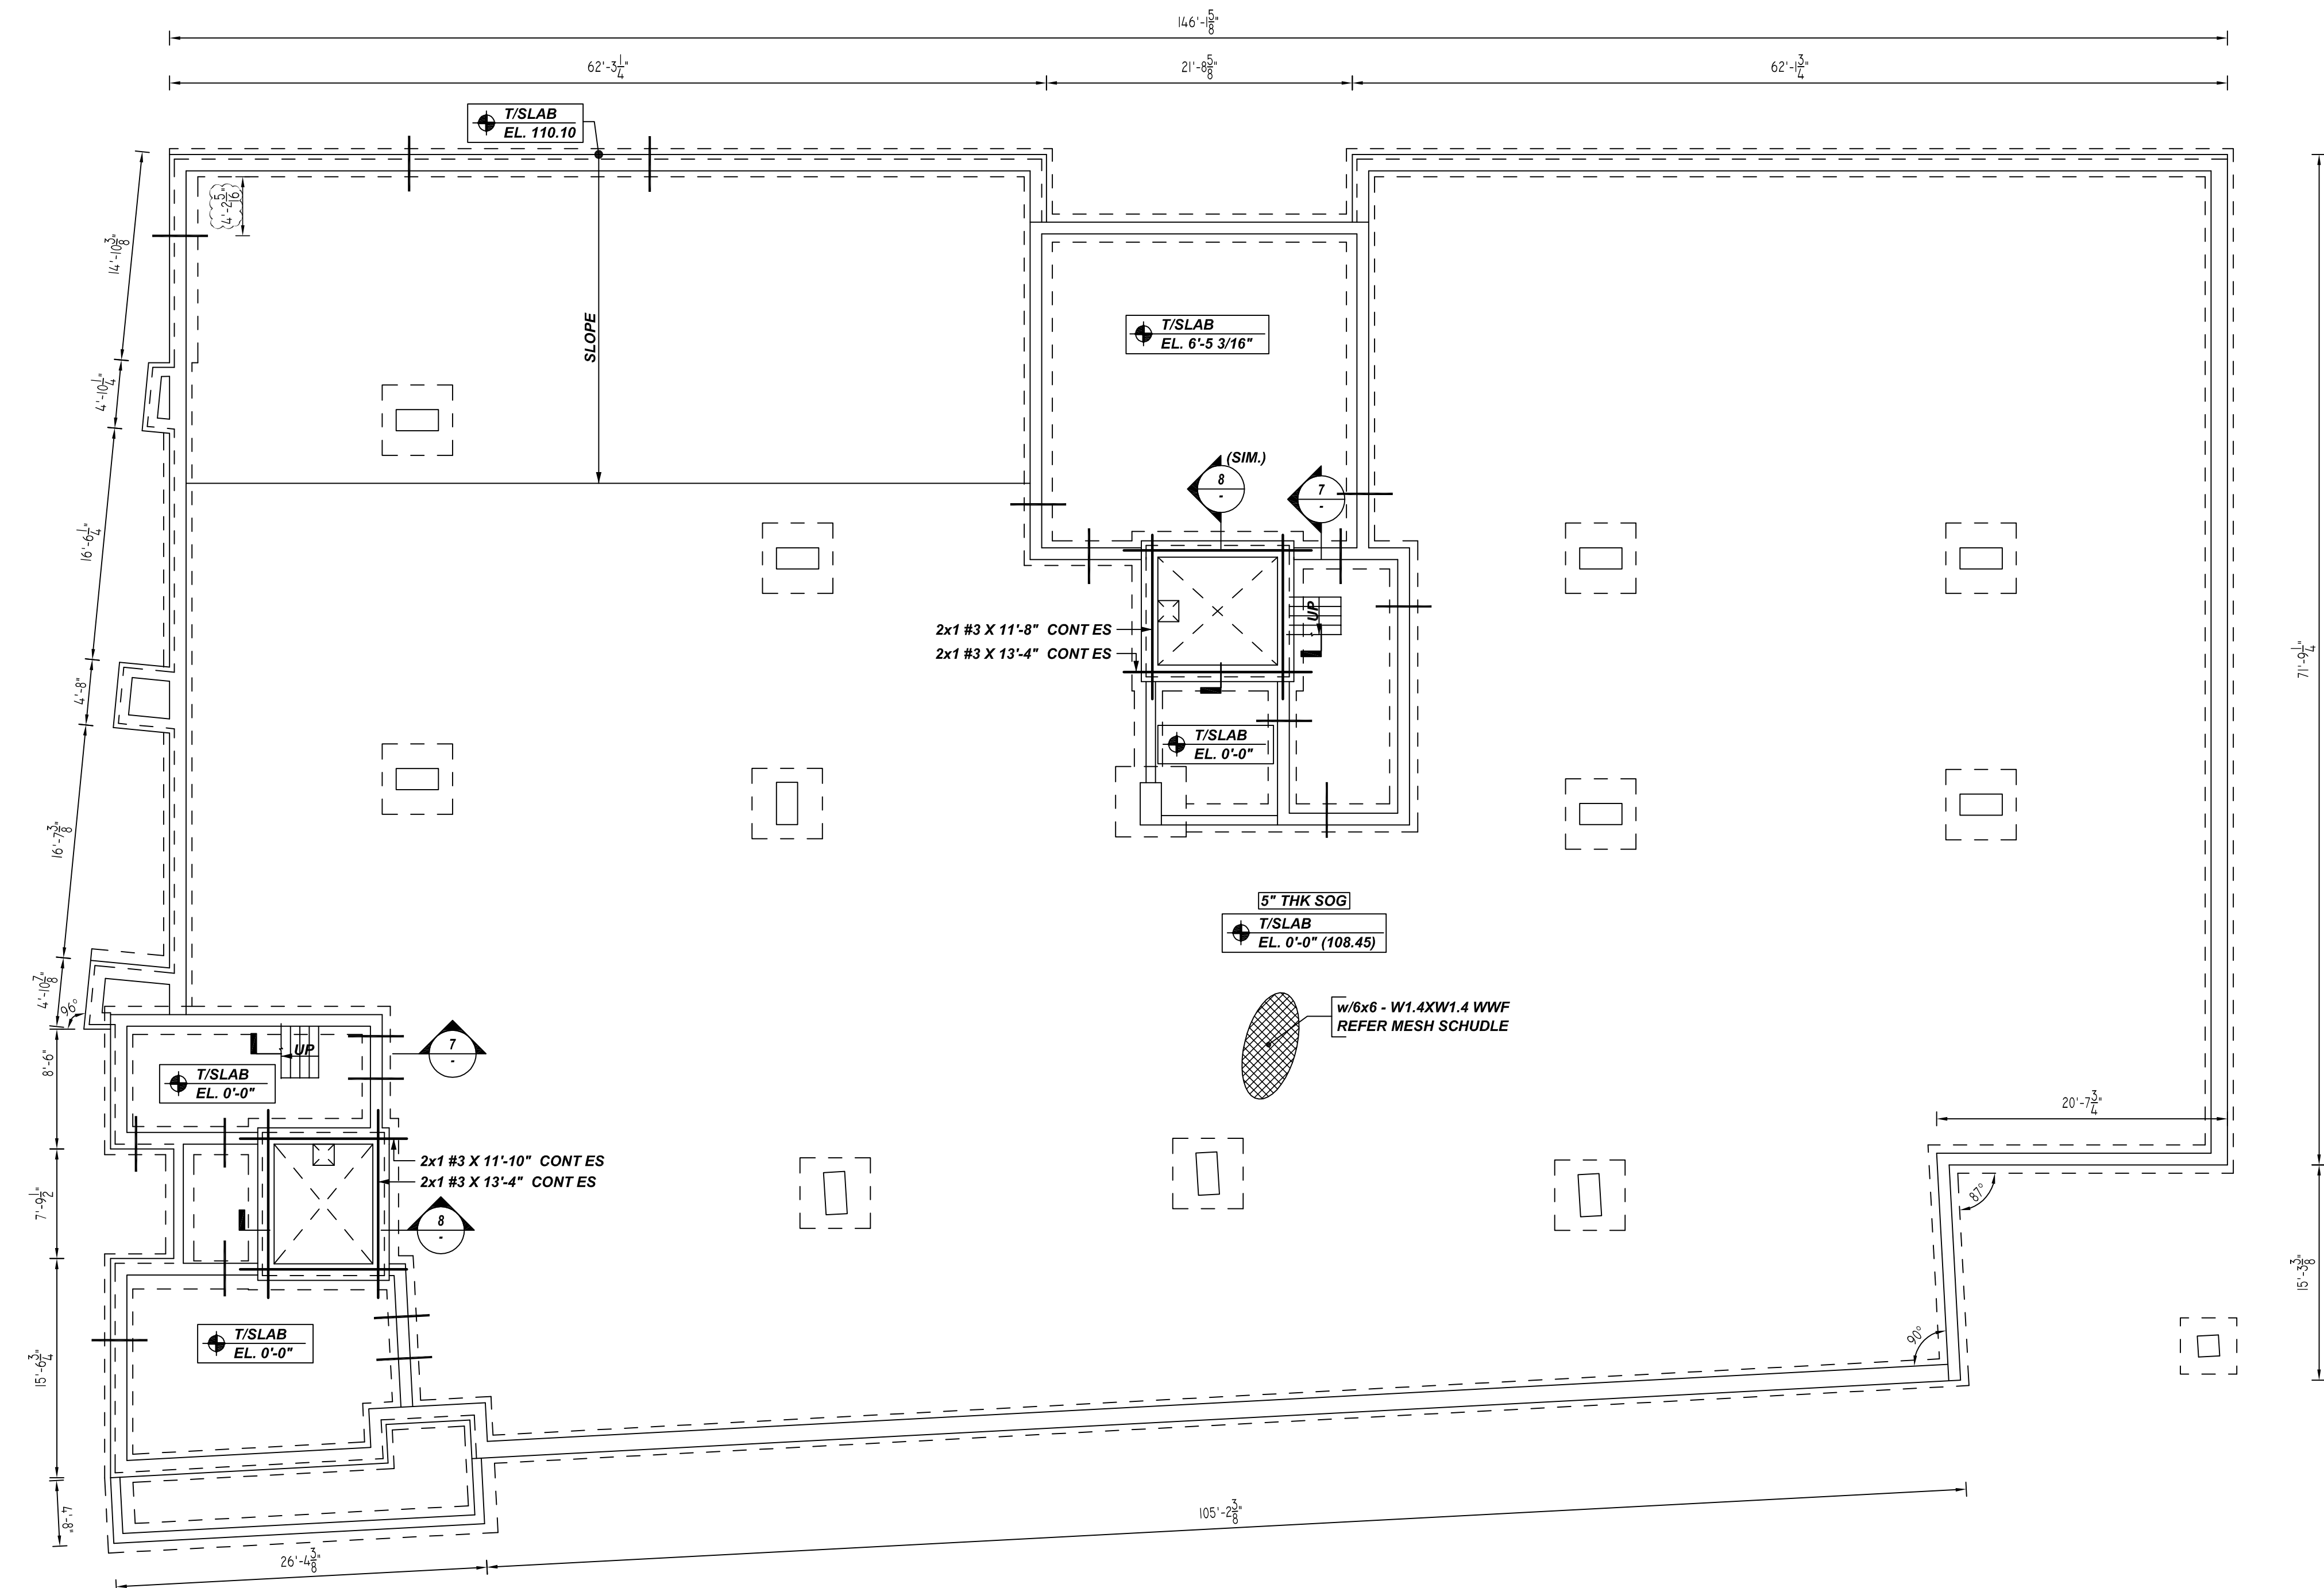 146'-1 5/8"
62'-3 1/4"
21'-8 5/8"
62'-1 3/4"
T/SLAB
EL. 110.10
4'-2 5/16"
14'-10 3/8"
SLOPE
T/SLAB
EL. 6'-5 3/16"
4'-10 1/4"
(SIM.)
8
-
7
-
16'-6 1/4"
UP
2x1 #3 X 11'-8" CONT ES
2x1 #3 X 13'-4" CONT ES
71'-9 1/4"
4'-8"
T/SLAB
EL. 0'-0"
16'-7 3/8"
5" THK SOG
T/SLAB
EL. 0'-0" (108.45)
4'-10 7/8"
96°
w/6x6 - W1.4XW1.4 WWF
REFER MESH SCHUDLE
UP
7
-
8'-6"
T/SLAB
EL. 0'-0"
20'-7 3/4"
2x1 #3 X 11'-10" CONT ES
2x1 #3 X 13'-4" CONT ES
87°
7'-9 1/2"
8
-
15'-3 3/8"
T/SLAB
EL. 0'-0"
90°
15'-6 3/4"
4'-8"
105'-2 3/8"
26'-4 3/8"